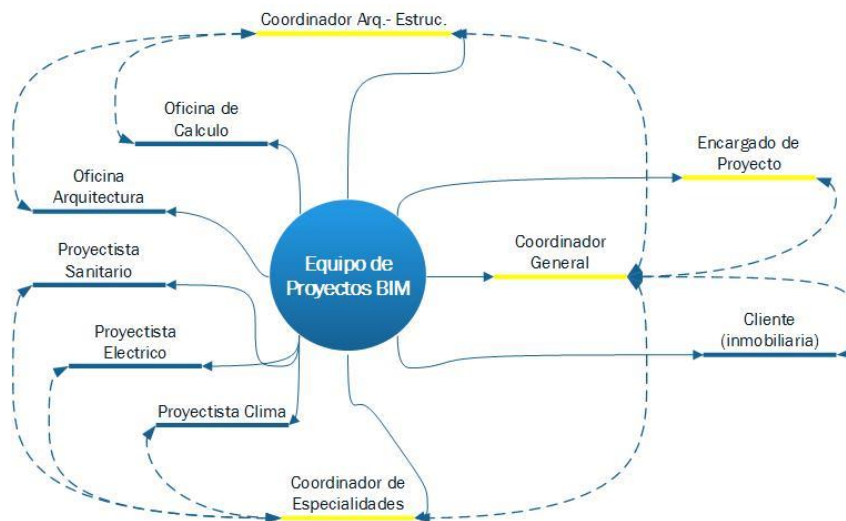 Coordinador Arq.- Estruc.
Oficina de
Calculo
Encargado de
Proyecto
Oficina
Arquitectura
Proyectista
Sanitario
Equipo de
Proyectos BIM
Coordinador
General
Proyectista
Electrico
Cliente
(inmobiliaria)
Proyectista Clima
Coordinador de
Especialidades